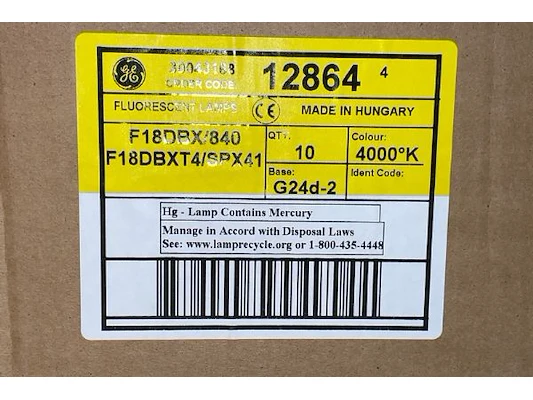 GE
ORDER CODE
12864 4
FLUORESCENT LAMPS CE MADE IN HUNGARY
F18DBX/840
F18DBXT4/SPX41
QTY.
10
Colour:
4000°K
Base:
G24d-2
Ident Code:
Hg - Lamp Contains Mercury
Manage in Accord with Disposal Laws
See: www.lamprecycle.org or 1-800-435-4448